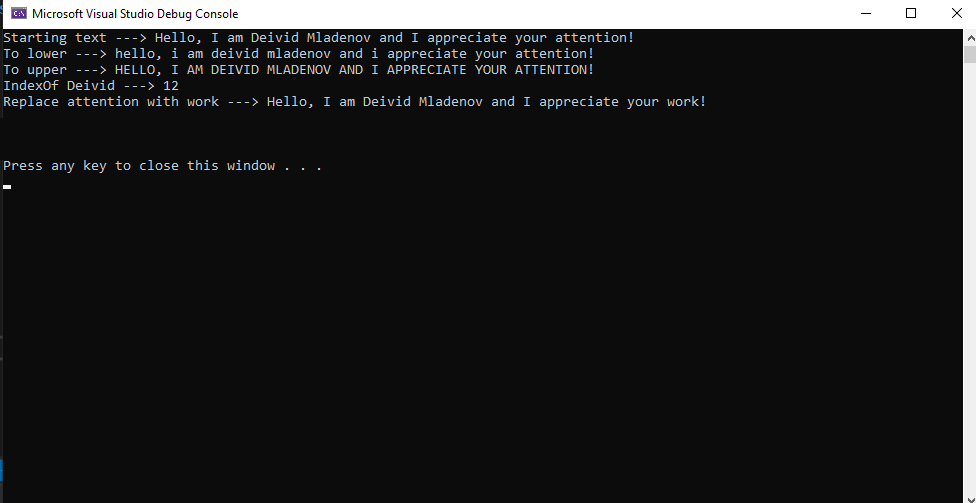 Microsoft Visual Studio Debug Console
Starting text ---> Hello, I am Deivid Mladenov and I appreciate your attention!
To lower ---> hello, i am deivid mladenov and i appreciate your attention!
To upper ---> HELLO, I AM DEIVID MLADENOV AND I APPRECIATE YOUR ATTENTION!
IndexOf Deivid ---> 12
Replace attention with work ---> Hello, I am Deivid Mladenov and I appreciate your work!
Press any key to close this window . . .